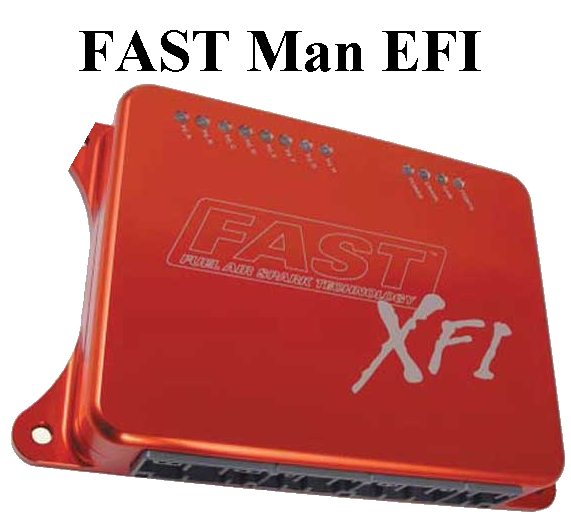 FAST Man EFI
FAST
FUEL AIR SPARK TECHNOLOGY
XFI